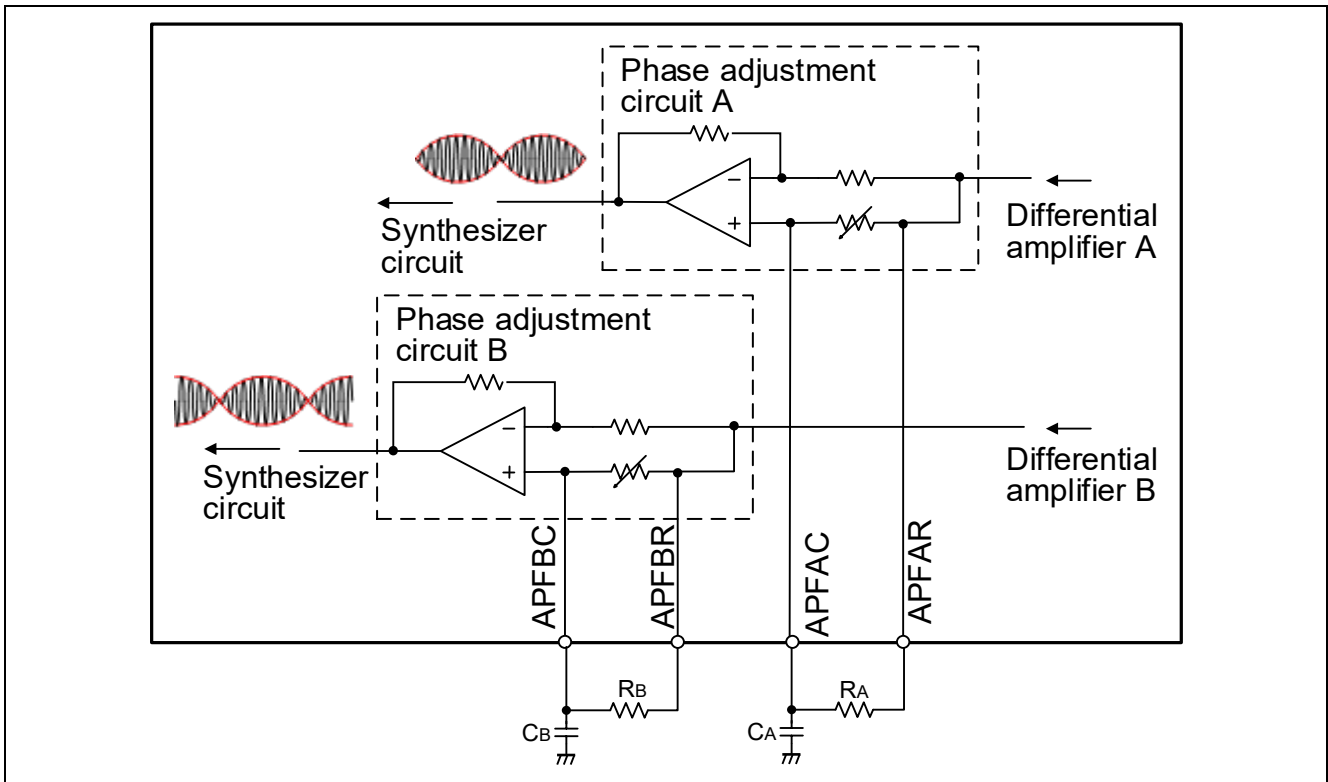 Phase adjustment
circuit A
−
+
Synthesizer
circuit
Differential
amplifier A
Phase adjustment
circuit B
−
+
Synthesizer
circuit
Differential
amplifier B
APFBC
APFBR
APFAC
APFAR
RB
RA
CB
CA